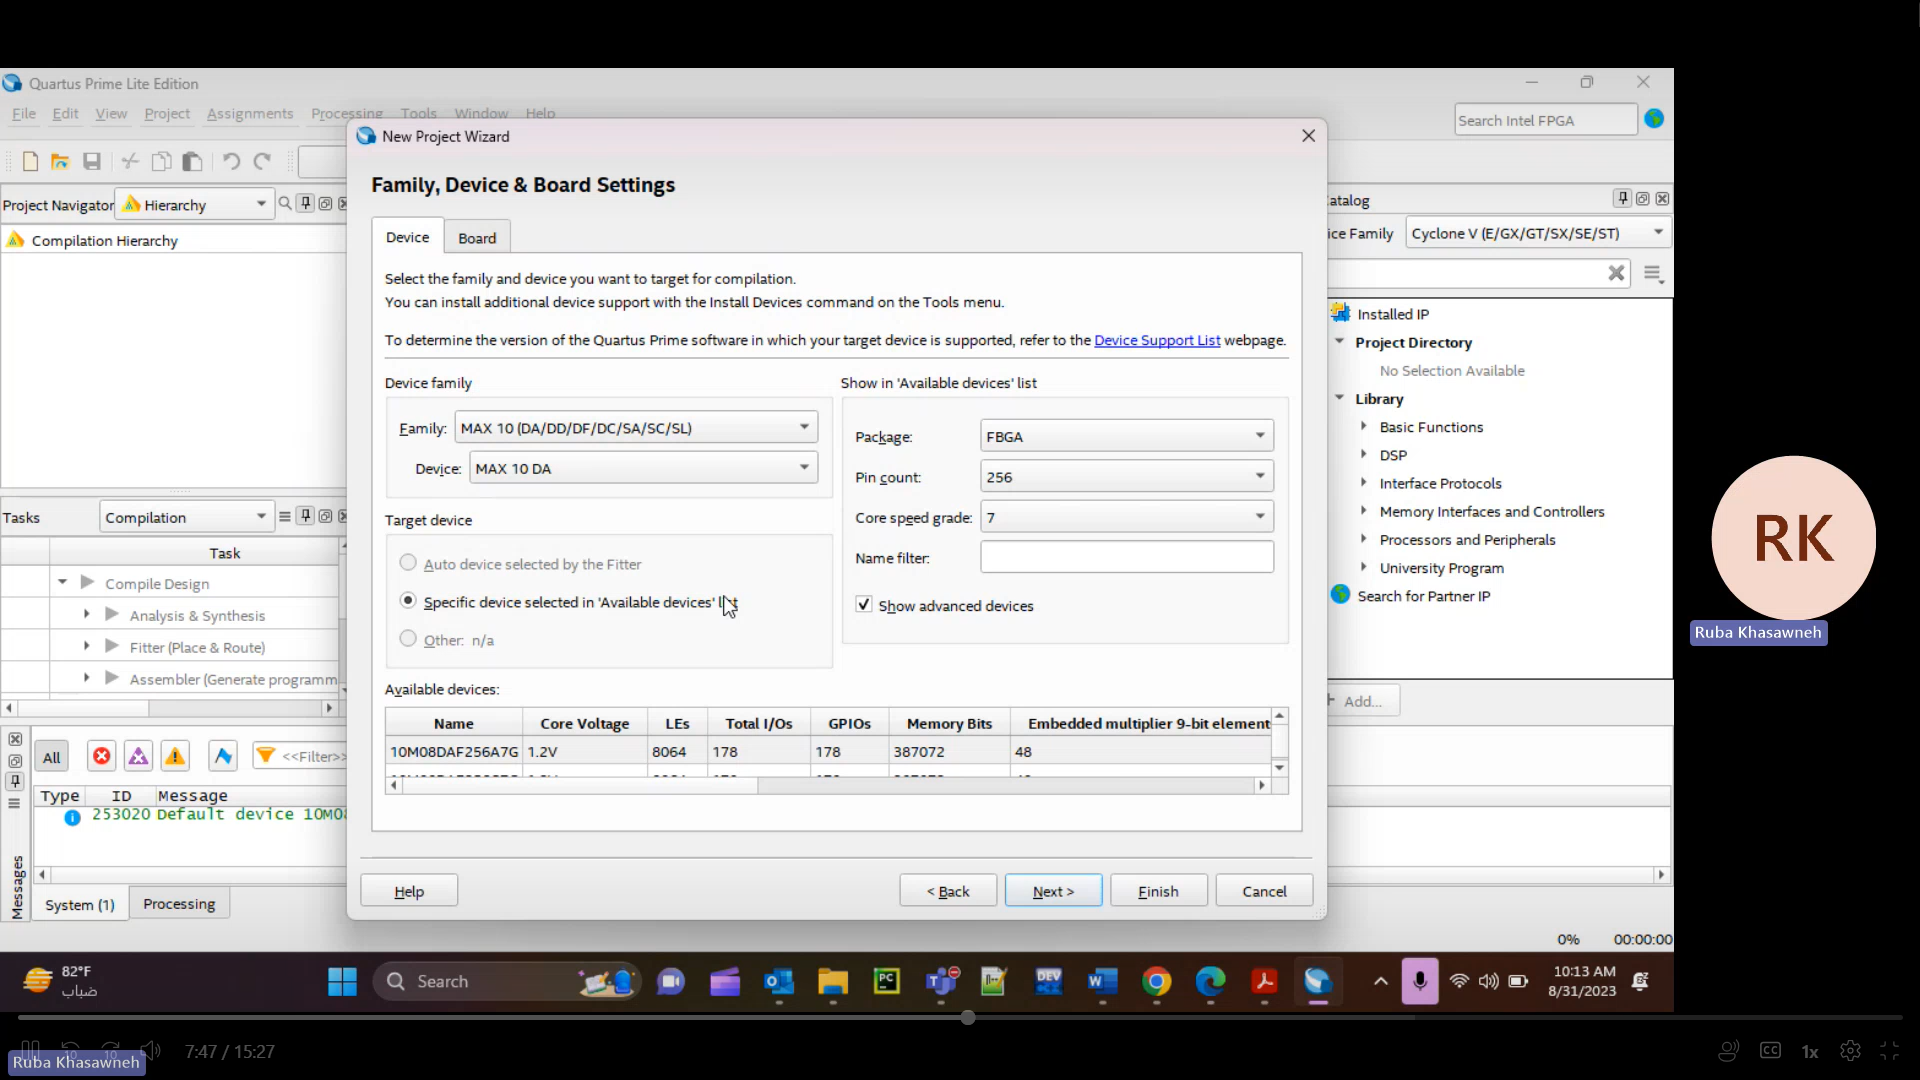 Quartus Prime Lite Edition
File Edit View Project Assignments Processing Tools Window Help
Search Intel FPGA
Project Navigator Hierarchy
Compilation Hierarchy
Tasks Compilation
Task
Compile Design
Analysis & Synthesis
Fitter (Place & Route)
Assembler (Generate programm
All <<Filter>>
Type ID Message
253020 Default device 10M0
Messages
System (1) Processing
New Project Wizard
Family, Device & Board Settings
Device Board
Select the family and device you want to target for compilation.
You can install additional device support with the Install Devices command on the Tools menu.
To determine the version of the Quartus Prime software in which your target device is supported, refer to the Device Support List webpage.
Device family
Family: MAX 10 (DA/DD/DF/DC/SA/SC/SL)
Device: MAX 10 DA
Target device
Auto device selected by the Fitter
Specific device selected in 'Available devices' list
Other: n/a
Show in 'Available devices' list
Package: FBGA
Pin count: 256
Core speed grade: 7
Name filter:
Show advanced devices
Available devices:
Name Core Voltage LEs Total I/Os GPIOs Memory Bits Embedded multiplier 9-bit element
10M08DAF256A7G 1.2V 8064 178 178 387072 48
Help < Back Next > Finish Cancel
atalog
ice Family Cyclone V (E/GX/GT/SX/SE/ST)
Installed IP
Project Directory
No Selection Available
Library
Basic Functions
DSP
Interface Protocols
Memory Interfaces and Controllers
Processors and Peripherals
University Program
Search for Partner IP
+ Add...
0% 00:00:00
RK
Ruba Khasawneh
82°F
ضباب
Search
PC
DEV
10:13 AM
8/31/2023
10 10 7:47 / 15:27
Ruba Khasawneh
CC 1x